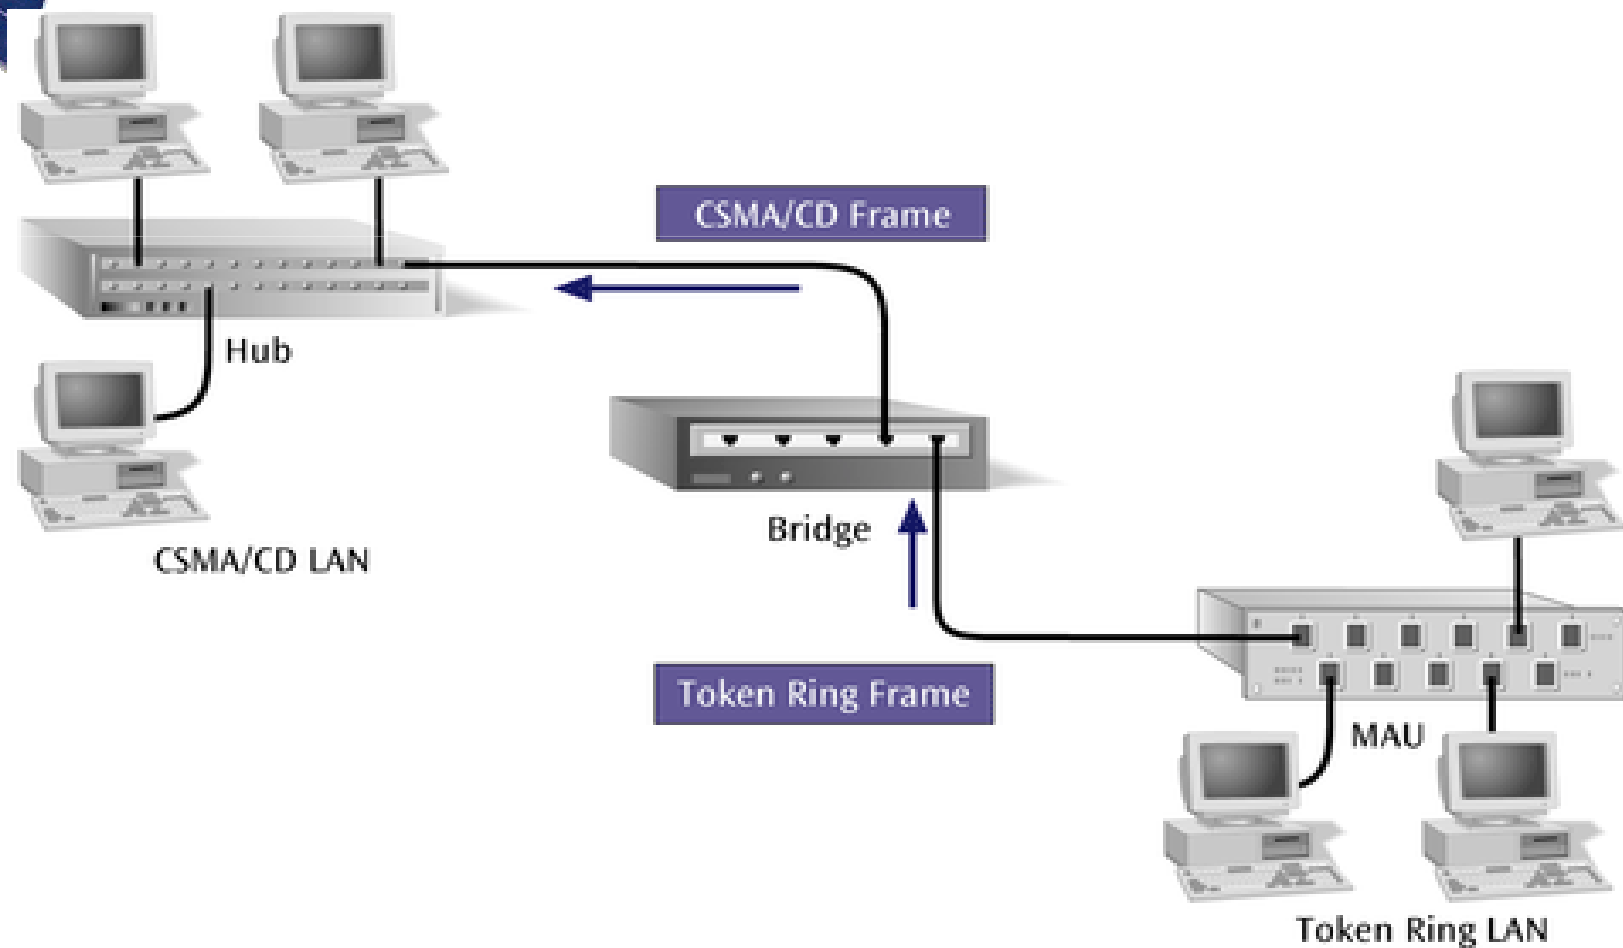 CSMA/CD Frame
Hub
Bridge
CSMA/CD LAN
Token Ring Frame
MAU
Token Ring LAN